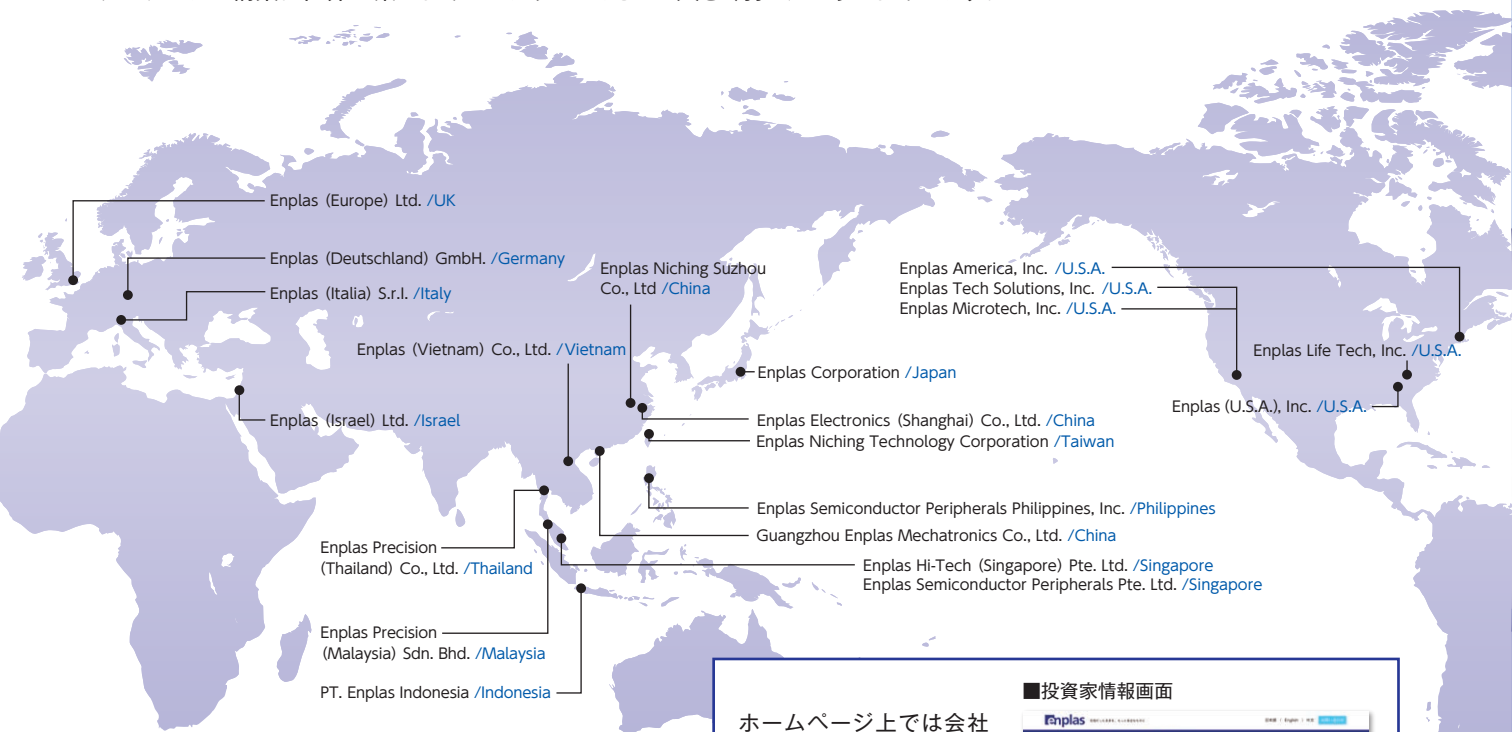 Enplas (Europe) Ltd. /UK
Enplas (Deutschland) GmbH. /Germany
Enplas (Italia) S.r.l. /Italy
Enplas Niching Suzhou
Co., Ltd /China
Enplas (Vietnam) Co., Ltd. /Vietnam
Enplas (Israel) Ltd. /Israel
Enplas America, Inc. /U.S.A.
Enplas Tech Solutions, Inc. /U.S.A.
Enplas Microtech, Inc. /U.S.A.
Enplas Life Tech, Inc. /U.S.A.
Enplas (U.S.A.), Inc. /U.S.A.
Enplas Corporation /Japan
Enplas Electronics (Shanghai) Co., Ltd. /China
Enplas Niching Technology Corporation /Taiwan
Enplas Semiconductor Peripherals Philippines, Inc. /Philippines
Guangzhou Enplas Mechatronics Co., Ltd. /China
Enplas Hi-Tech (Singapore) Pte. Ltd. /Singapore
Enplas Semiconductor Peripherals Pte. Ltd. /Singapore
Enplas Precision
(Thailand) Co., Ltd. /Thailand
Enplas Precision
(Malaysia) Sdn. Bhd. /Malaysia
PT. Enplas Indonesia /Indonesia
ホームページ上では会社
■投資家情報画面
Enplas
English